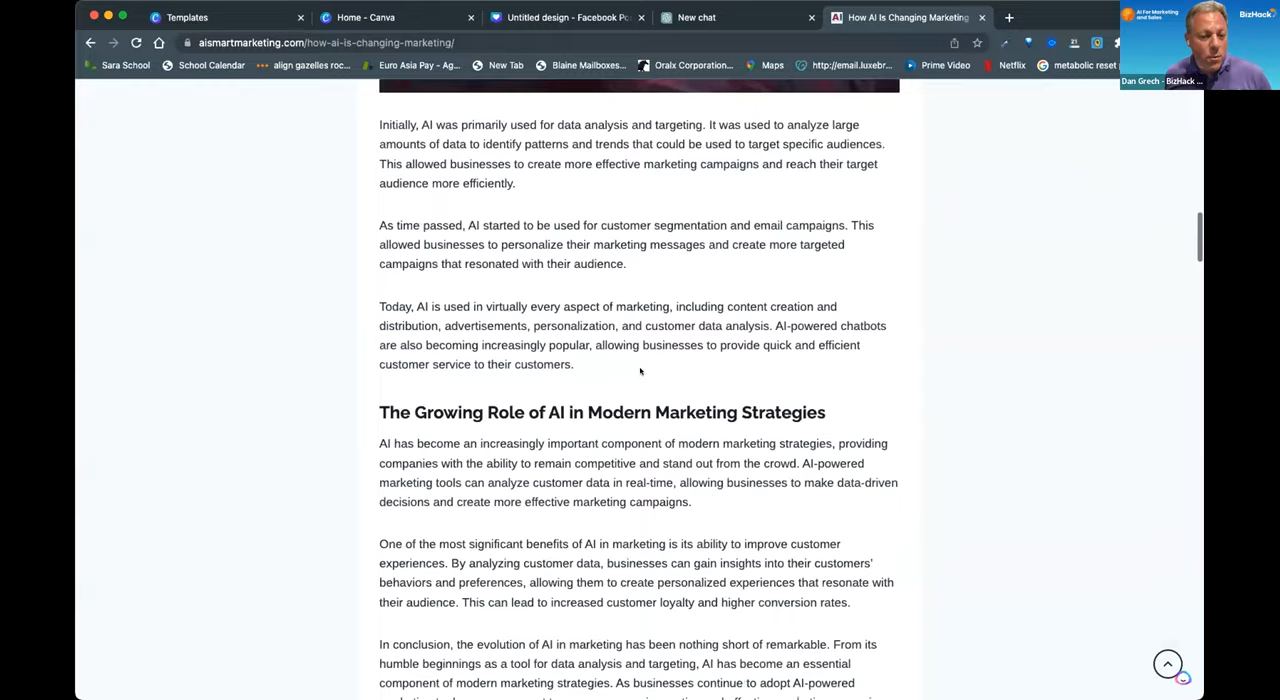 Templates
Home - Canva
Untitled design - Facebook Po
New chat
How AI Is Changing Marketing
aismartmarketing.com/how-ai-is-changing-marketing/
Sara School
School Calendar
align gazelles roc...
Euro Asia Pay - Ag...
New Tab
Blaine Mailboxes...
Oralx Corporation...
Maps
http://email.luxebr...
Prime Video
Netflix
metabolic reset
AI For Marketing
and Sales
BizHack
Dan Grech - BizHack ...
Initially, AI was primarily used for data analysis and targeting. It was used to analyze large
amounts of data to identify patterns and trends that could be used to target specific audiences.
This allowed businesses to create more effective marketing campaigns and reach their target
audience more efficiently.
As time passed, AI started to be used for customer segmentation and email campaigns. This
allowed businesses to personalize their marketing messages and create more targeted
campaigns that resonated with their audience.
Today, AI is used in virtually every aspect of marketing, including content creation and
distribution, advertisements, personalization, and customer data analysis. AI-powered chatbots
are also becoming increasingly popular, allowing businesses to provide quick and efficient
customer service to their customers.
The Growing Role of AI in Modern Marketing Strategies
AI has become an increasingly important component of modern marketing strategies, providing
companies with the ability to remain competitive and stand out from the crowd. AI-powered
marketing tools can analyze customer data in real-time, allowing businesses to make data-driven
decisions and create more effective marketing campaigns.
One of the most significant benefits of AI in marketing is its ability to improve customer
experiences. By analyzing customer data, businesses can gain insights into their customers’
behaviors and preferences, allowing them to create personalized experiences that resonate with
their audience. This can lead to increased customer loyalty and higher conversion rates.
In conclusion, the evolution of AI in marketing has been nothing short of remarkable. From its
humble beginnings as a tool for data analysis and targeting, AI has become an essential
component of modern marketing strategies. As businesses continue to adopt AI-powered